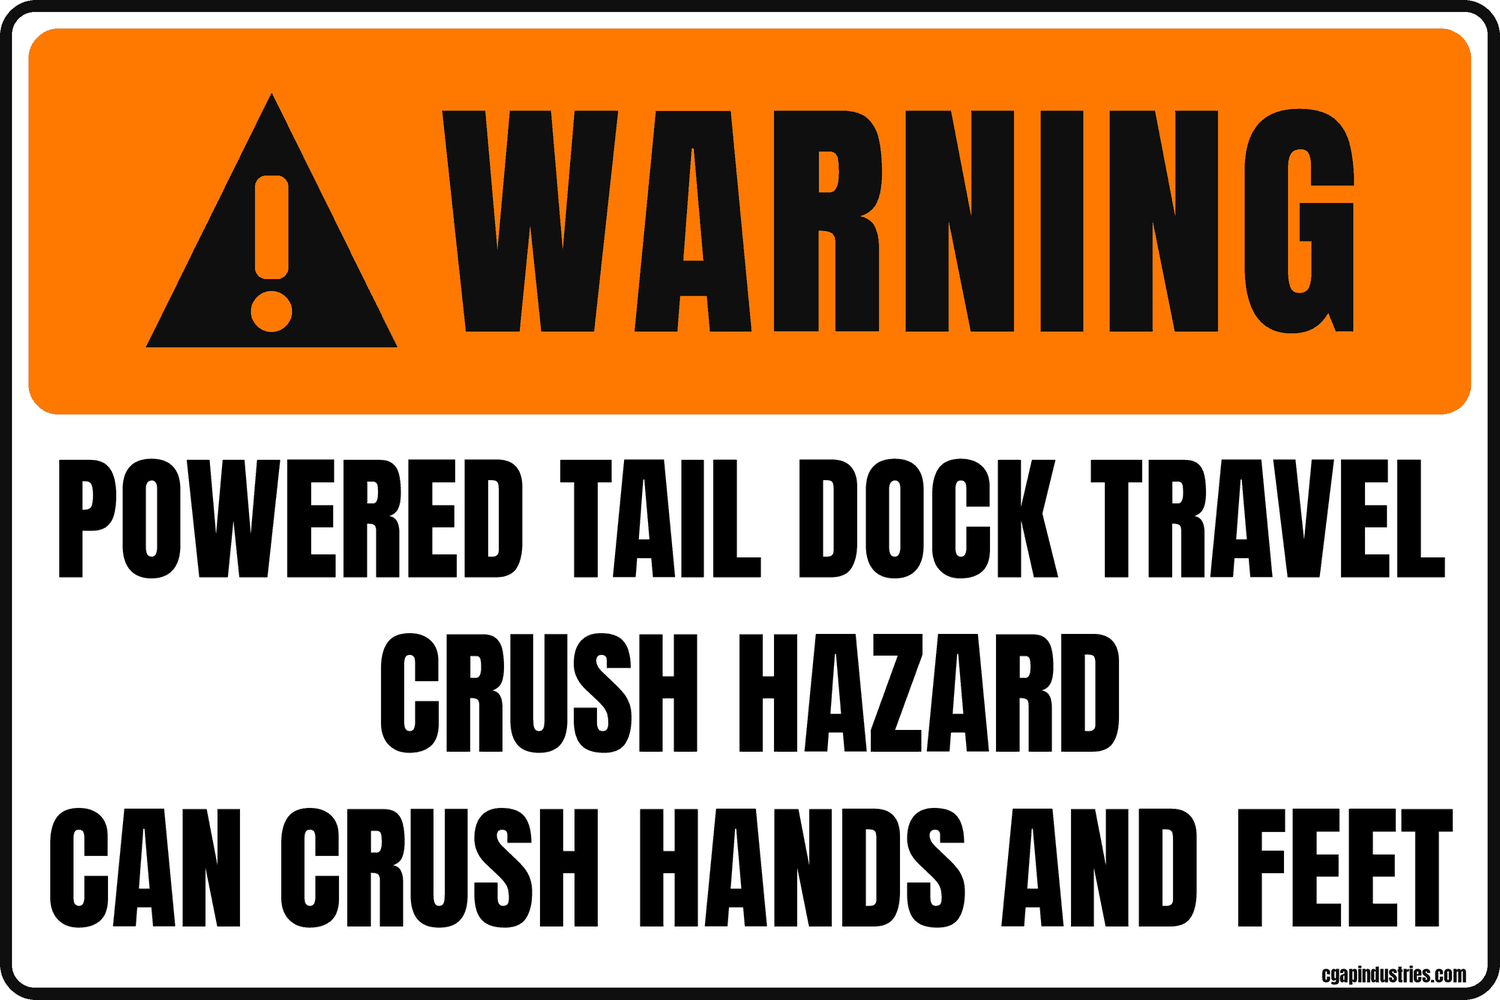 WARNING
POWERED TAIL DOCK TRAVEL
CRUSH HAZARD
CAN CRUSH HANDS AND FEET
cgapindustries.com